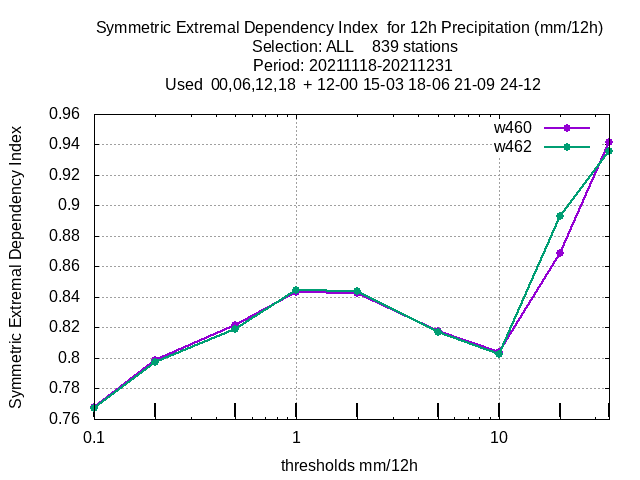 Symmetric Extremal Dependency Index  for 12h Precipitation (mm/12h)
Selection: ALL    839 stations
Period: 20211118-20211231
Used  00,06,12,18  + 12-00 15-03 18-06 21-09 24-12
Symmetric Extremal Dependency Index
0.96
0.94
0.92
0.9
0.88
0.86
0.84
0.82
0.8
0.78
0.76
w460
w462
0.1
1
10
thresholds mm/12h